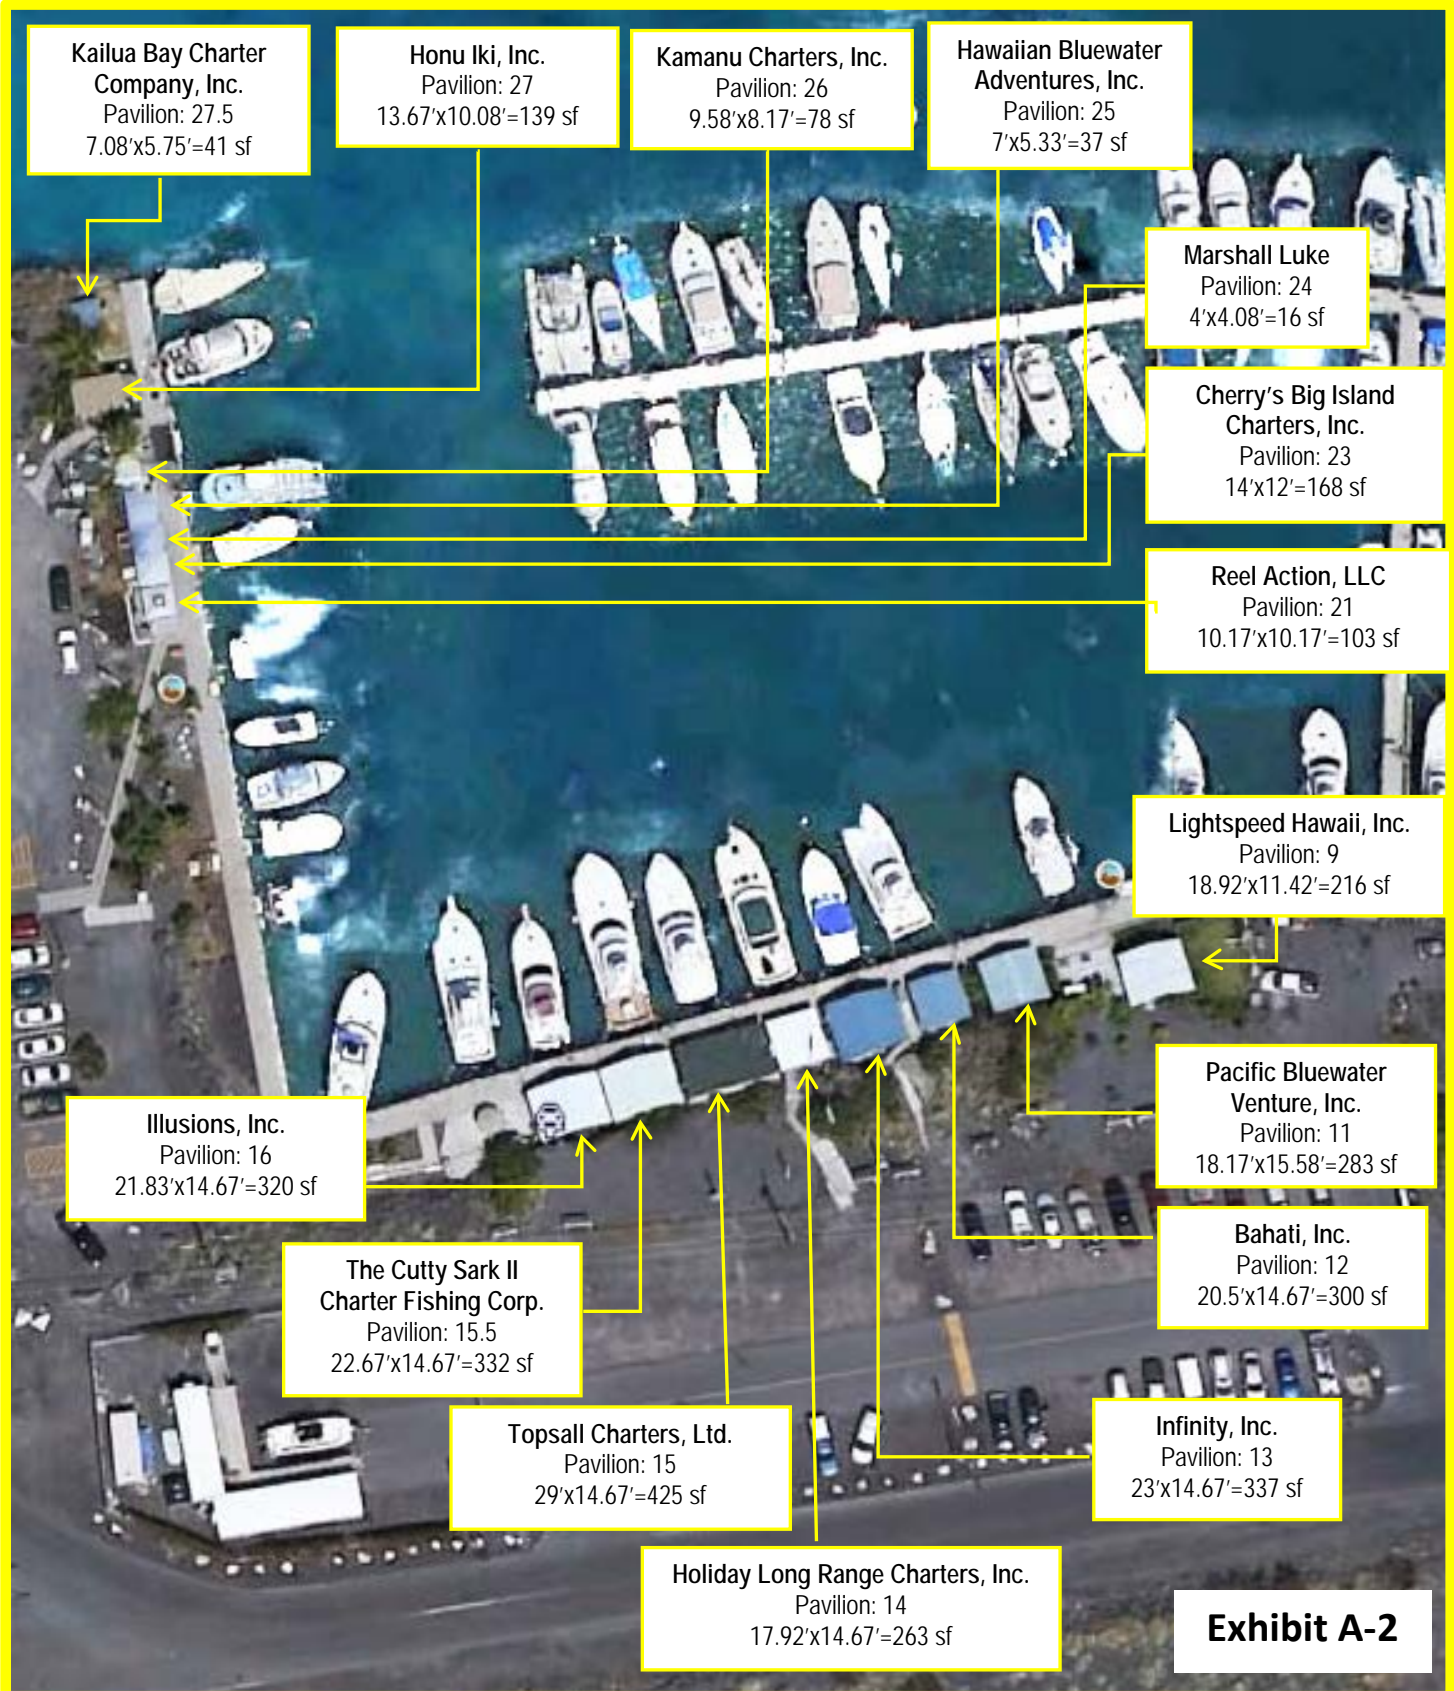 Kailua Bay Charter
Company, Inc.
Pavilion: 27.5
7.08'x5.75'=41 sf
Honu Iki, Inc.
Pavilion: 27
13.67'x10.08'=139 sf
Kamanu Charters, Inc.
Pavilion: 26
9.58'x8.17'=78 sf
Hawaiian Bluewater
Adventures, Inc.
Pavilion: 25
7'x5.33'=37 sf
Marshall Luke
Pavilion: 24
4'x4.08'=16 sf
Cherry's Big Island
Charters, Inc.
Pavilion: 23
14'x12'=168 sf
Reel Action, LLC
Pavilion: 21
10.17'x10.17'=103 sf
Lightspeed Hawaii, Inc.
Pavilion: 9
18.92'x11.42'=216 sf
Pacific Bluewater
Venture, Inc.
Pavilion: 11
18.17'x15.58'=283 sf
Illusions, Inc.
Pavilion: 16
21.83'x14.67'=320 sf
Bahati, Inc.
Pavilion: 12
20.5'x14.67'=300 sf
The Cutty Sark II
Charter Fishing Corp.
Pavilion: 15.5
22.67'x14.67'=332 sf
Topsall Charters, Ltd.
Pavilion: 15
29'x14.67'=425 sf
Infinity, Inc.
Pavilion: 13
23'x14.67'=337 sf
Holiday Long Range Charters, Inc.
Pavilion: 14
17.92'x14.67'=263 sf
Exhibit A-2